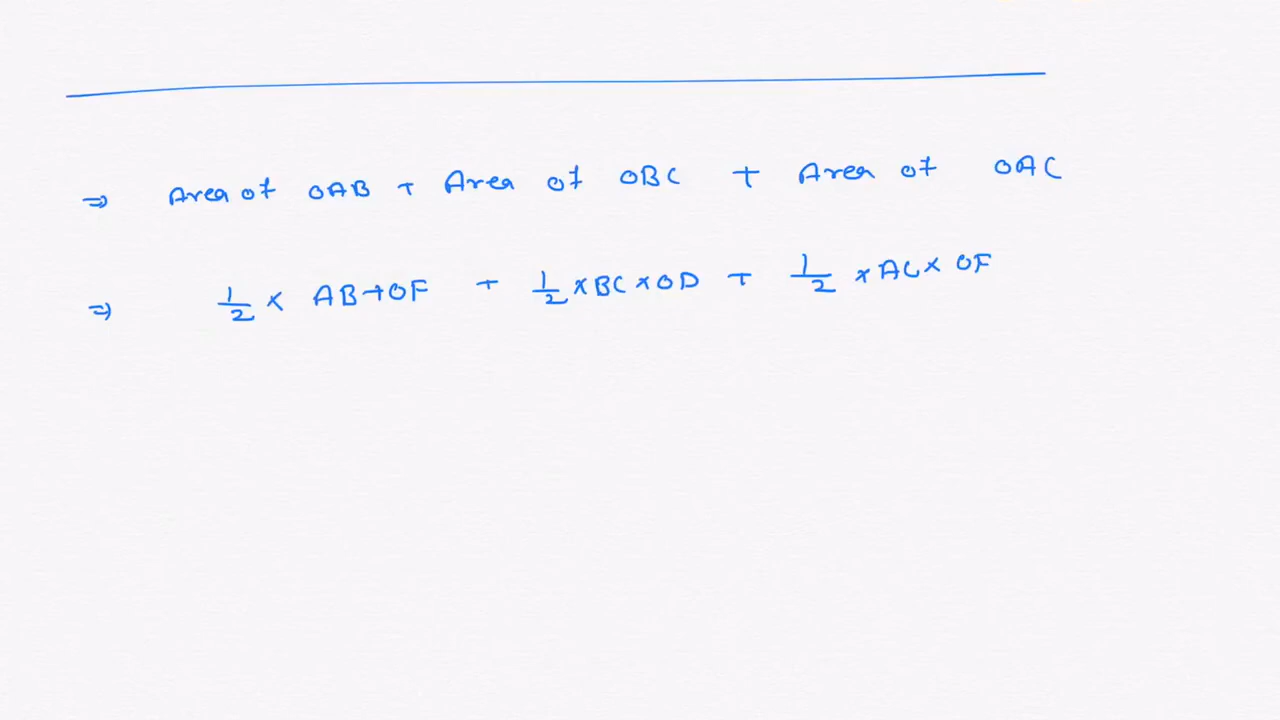 ⇒ Area of OAB + Area of OBC + Area of OAC
⇒ 1/2 × AB+OF + 1/2 × BC × OD + 1/2 × AC × OF